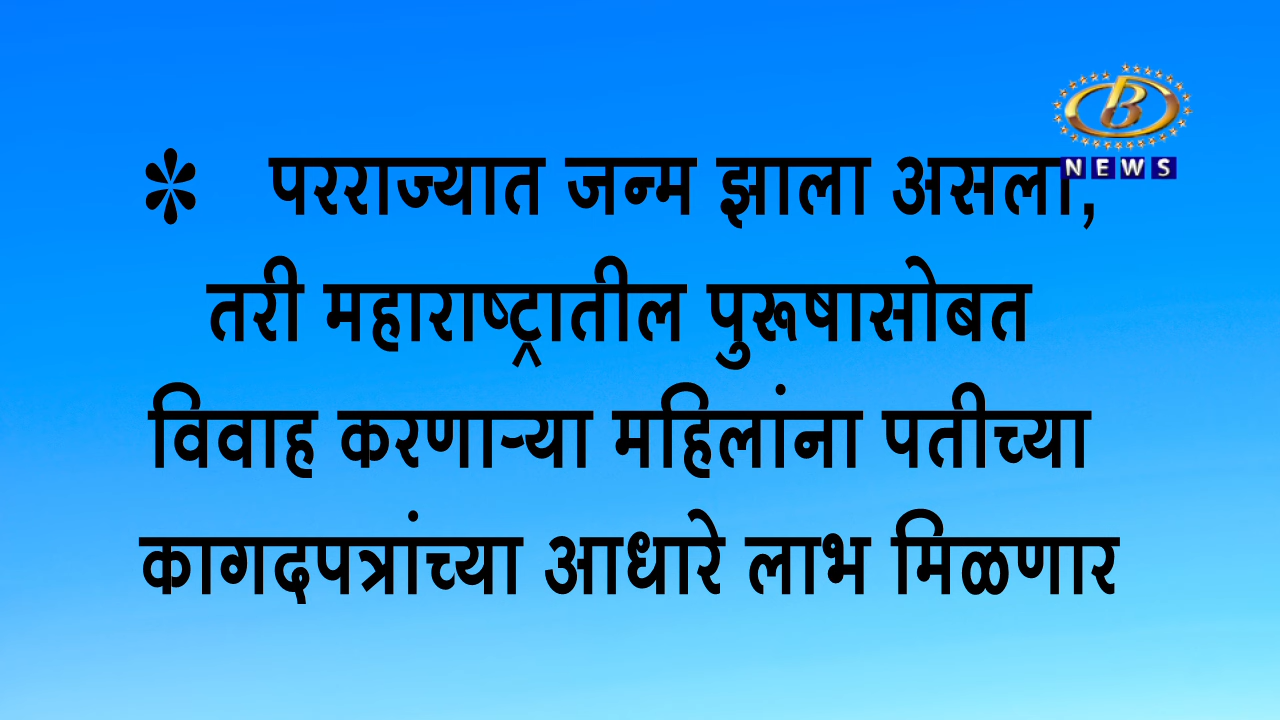 B
NEWS
* परराज्यात जन्म झाला असला,
तरी महाराष्ट्रातील पुरूषासोबत
विवाह करणाऱ्या महिलांना पतीच्या
कागदपत्रांच्या आधारे लाभ मिळणार